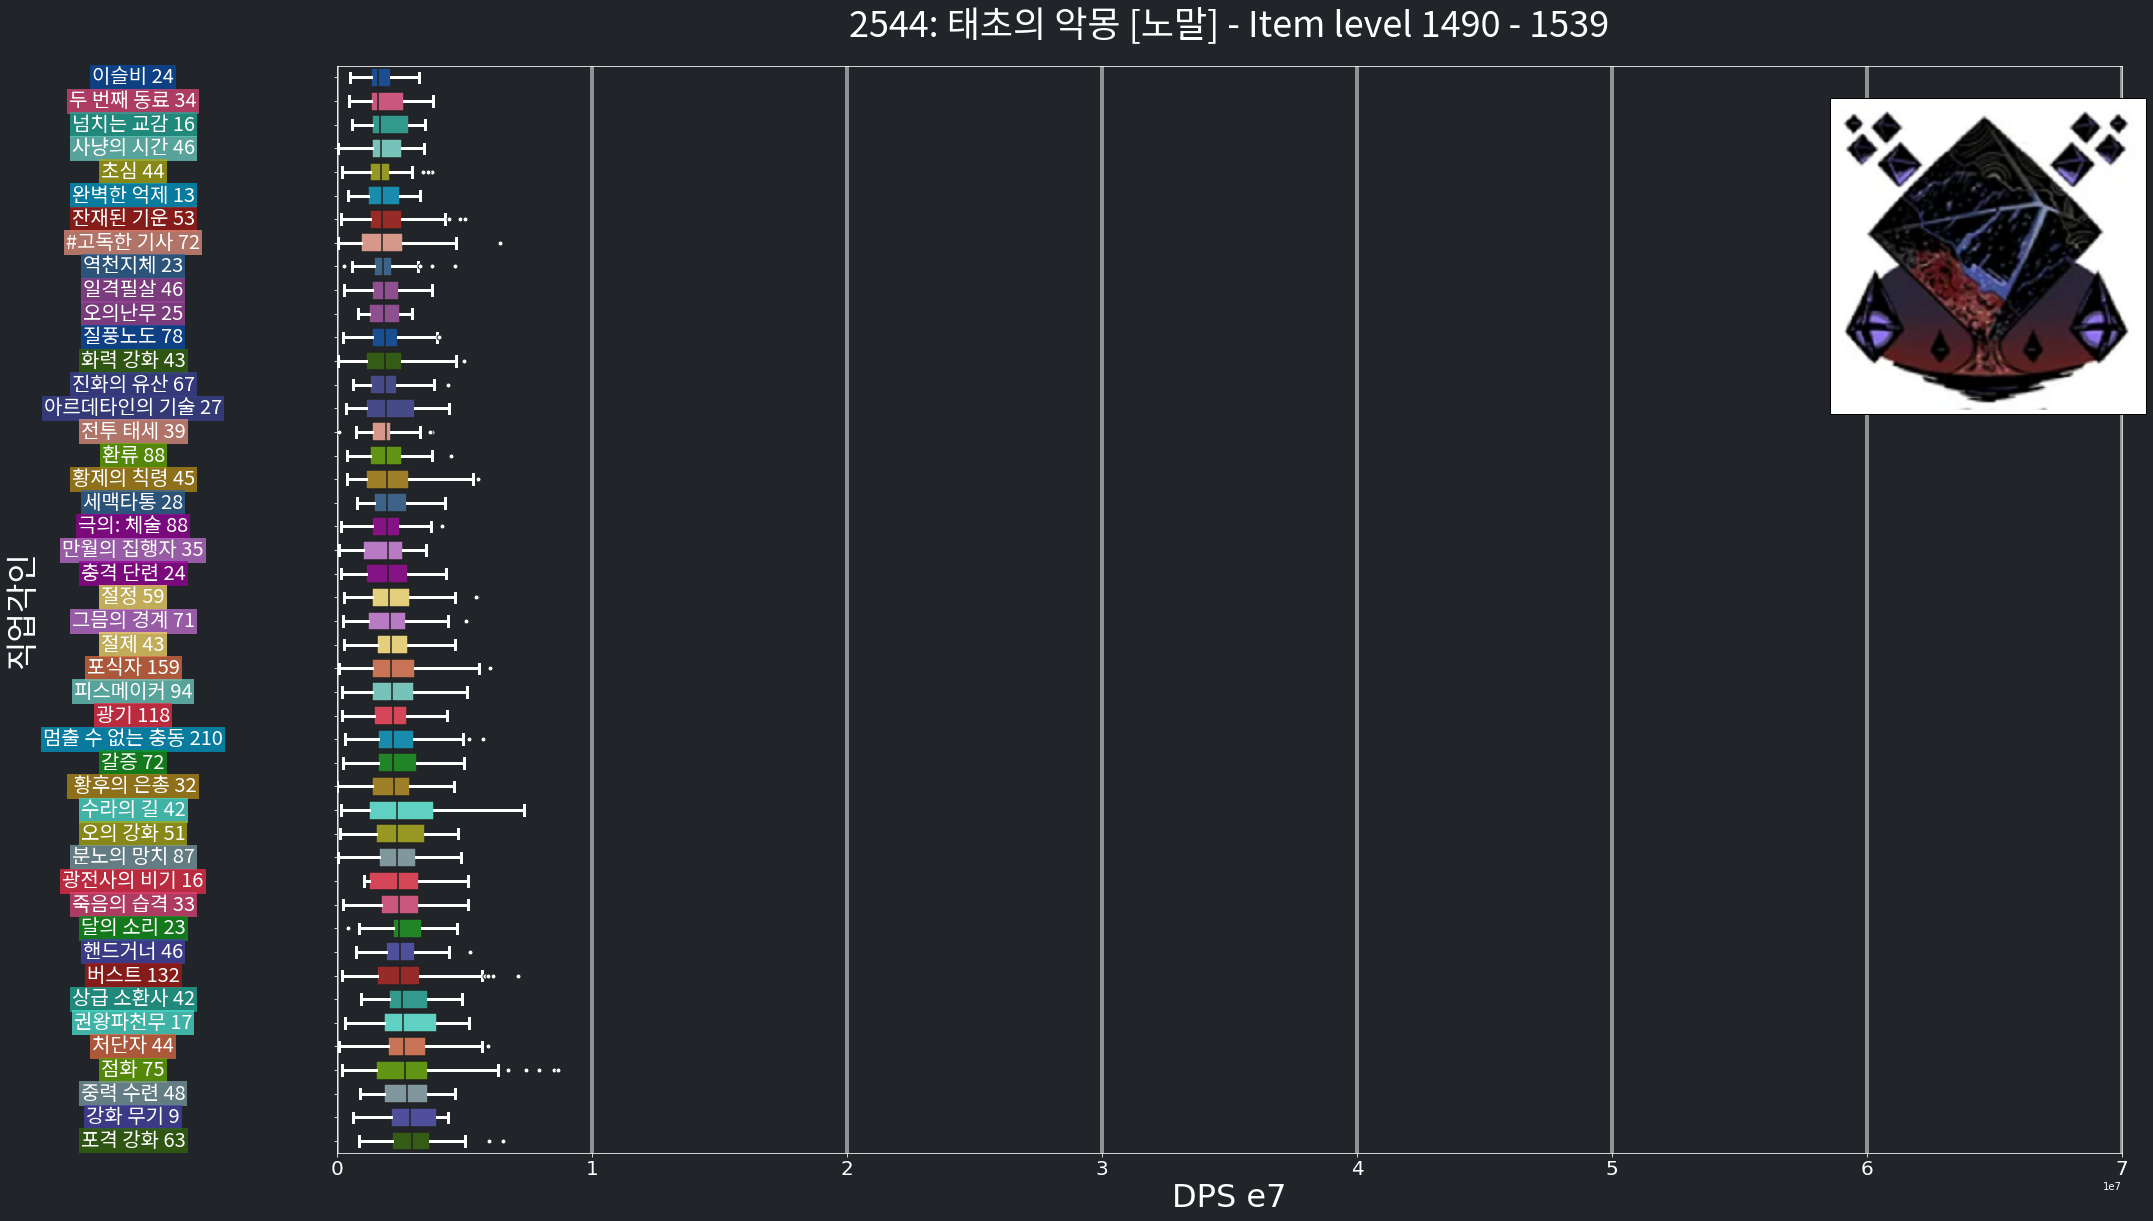 2544: 태초의 악몽 [노말] - Item level 1490 - 1539
이슬비 24
두 번째 동료 34
넘치는 교감 16
사냥의 시간 46
초심 44
완벽한 억제 13
잔재된 기운 53
#고독한 기사 72
역천지체 23
일격필살 46
오의난무 25
질풍노도 78
화력 강화 43
진화의 유산 67
아르데타인의 기술 27
전투 태세 39
환류 88
황제의 칙령 45
세맥타통 28
극의: 체술 88
만월의 집행자 35
충격 단련 24
절정 59
그믐의 경계 71
절제 43
포식자 159
피스메이커 94
광기 118
멈출 수 없는 충동 210
갈증 72
황후의 은총 32
수라의 길 42
오의 강화 51
분노의 망치 87
광전사의 비기 16
죽음의 습격 33
달의 소리 23
핸드거너 46
버스트 132
상급 소환사 42
권왕파천무 17
처단자 44
점화 75
중력 수련 48
강화 무기 9
포격 강화 63
직업각인
0 1 2 3 4 5 6 7
1e7
DPS e7